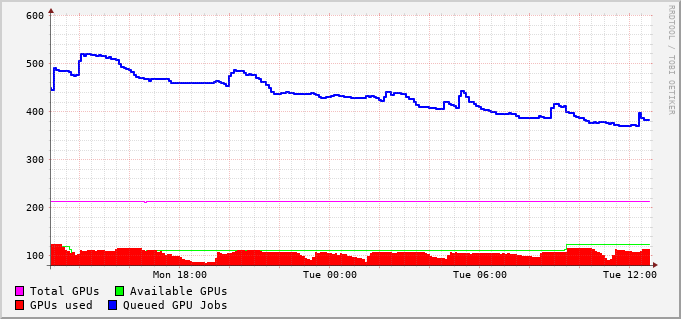 600
500
400
300
200
100
Mon 18:00 Tue 00:00 Tue 06:00 Tue 12:00
Total GPUs Available GPUs
GPUs used Queued GPU Jobs
RRDTOOL / TOBI OETIKER